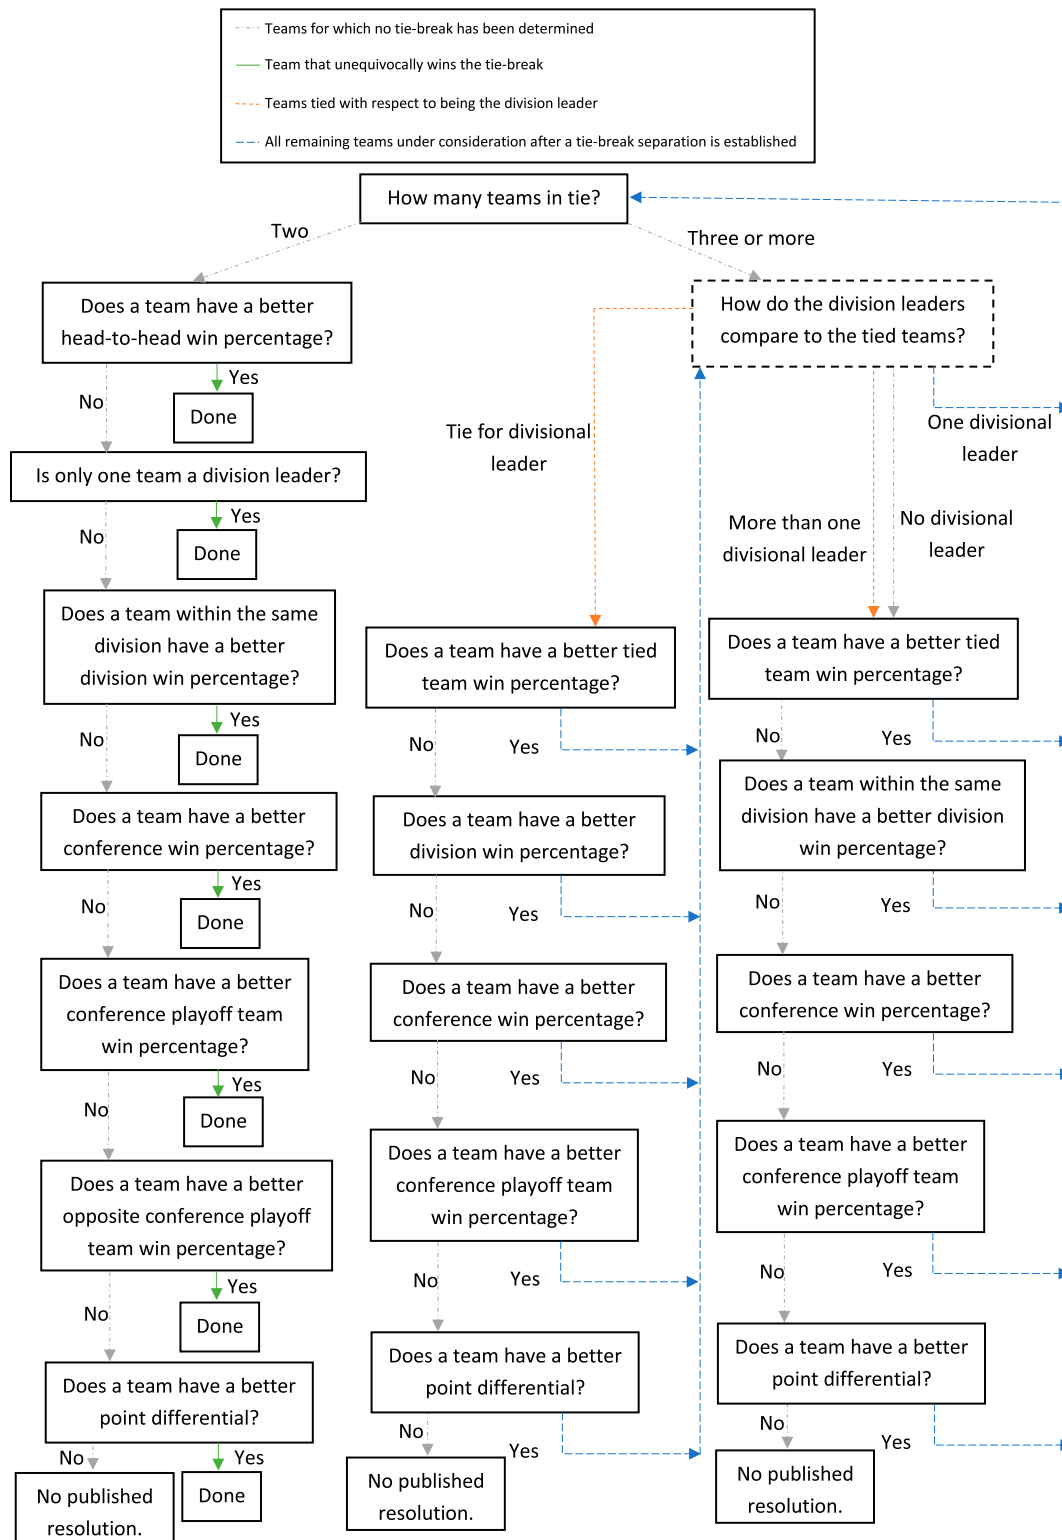 Teams for which no tie-break has been determined
Team that unequivocally wins the tie-break
Teams tied with respect to being the division leader
All remaining teams under consideration after a tie-break separation is established
How many teams in tie?
Two
Three or more
Does a team have a better
head-to-head win percentage?
No
Yes
Done
Is only one team a division leader?
No
Yes
Done
Does a team within the same
division have a better
division win percentage?
No
Yes
Done
Does a team have a better
conference win percentage?
No
Yes
Done
Does a team have a better
conference playoff team
win percentage?
No
Yes
Done
Does a team have a better
opposite conference playoff
team win percentage?
No
Yes
Done
Does a team have a better
point differential?
No
Yes
No published
resolution.
Done
How do the division leaders
compare to the tied teams?
Tie for divisional
leader
More than one
divisional leader
No divisional
leader
One divisional
leader
Does a team have a better tied
team win percentage?
No
Yes
Does a team have a better
division win percentage?
No
Yes
Does a team have a better
conference win percentage?
No
Yes
Does a team have a better
conference playoff team
win percentage?
No
Yes
Does a team have a better
point differential?
No
Yes
No published
resolution.
Does a team have a better tied
team win percentage?
No
Yes
Does a team within the same
division have a better division
win percentage?
No
Yes
Does a team have a better
conference win percentage?
No
Yes
Does a team have a better
conference playoff team
win percentage?
No
Yes
Does a team have a better
point differential?
No
Yes
No published
resolution.